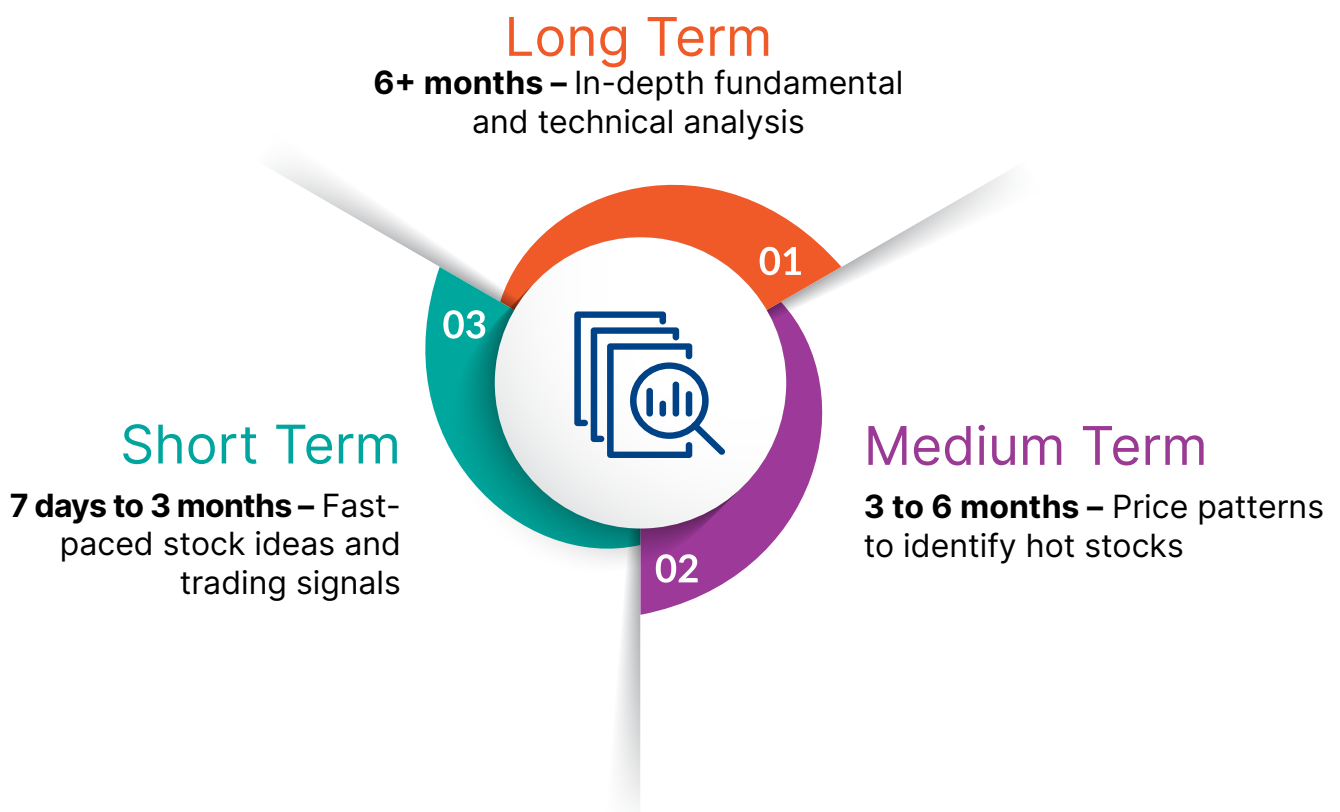 Long Term
6+ months – In-depth fundamental
and technical analysis
01
03
02
Short Term
7 days to 3 months – Fast-
paced stock ideas and
trading signals
Medium Term
3 to 6 months – Price patterns
to identify hot stocks